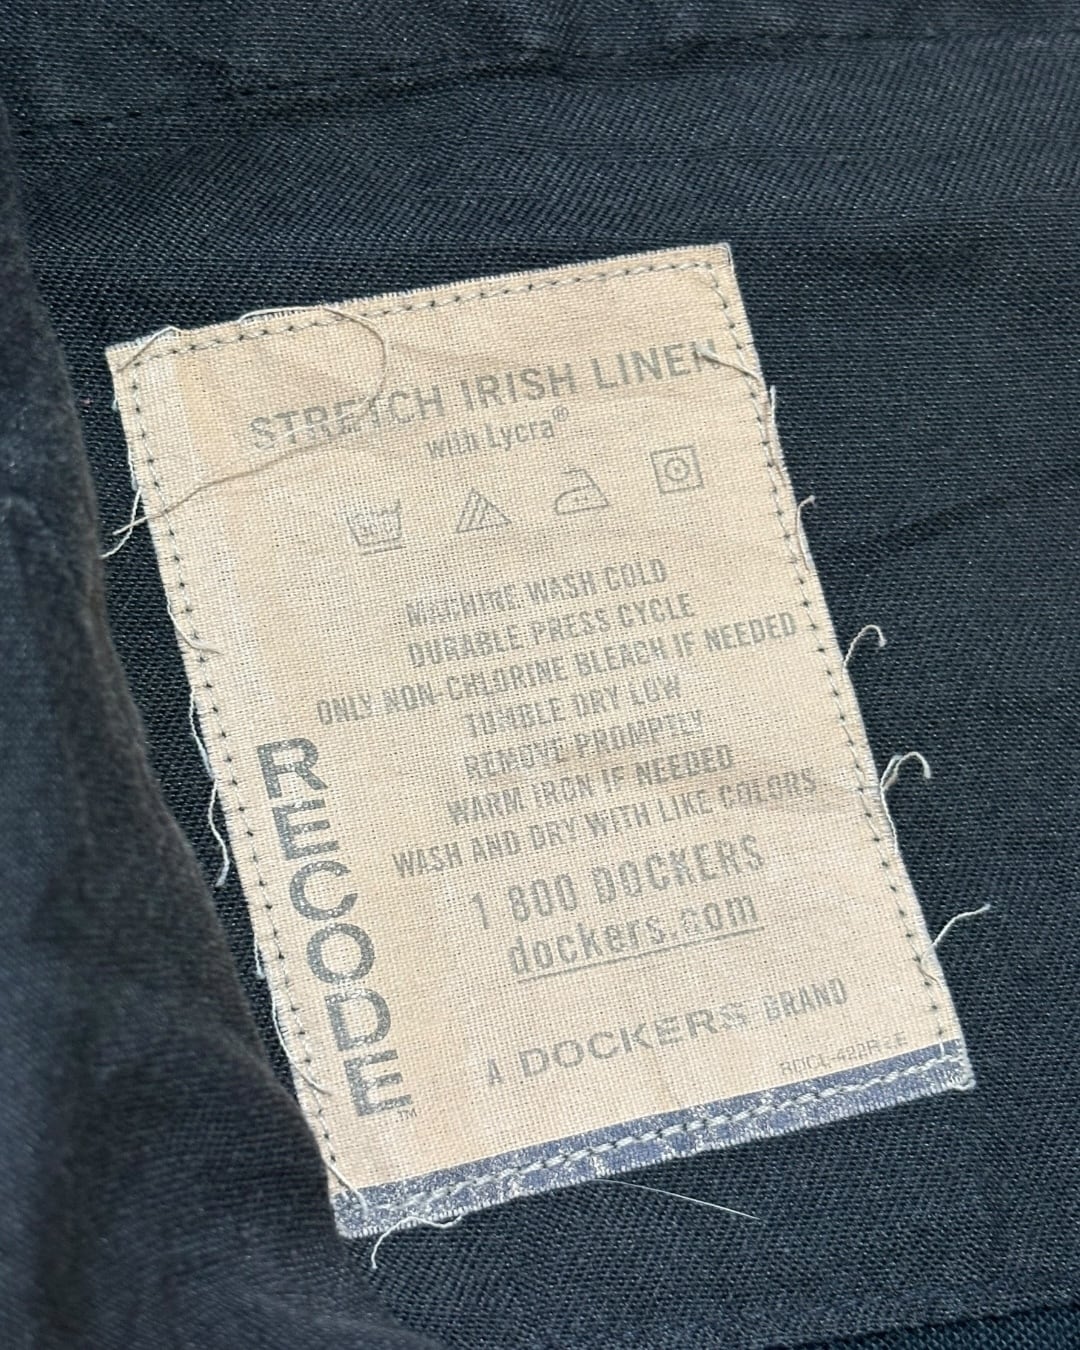 STRETCH IRISH LINEN
with Lycra®
MACHINE WASH COLD
DURABLE PRESS CYCLE
ONLY NON-CHLORINE BLEACH IF NEEDED
TUMBLE DRY LOW
REMOVE PROMPTLY
WARM IRON IF NEEDED
WASH AND DRY WITH LIKE COLORS
1 800 DOCKERS
dockers.com
A DOCKERS BRAND
RECODE™